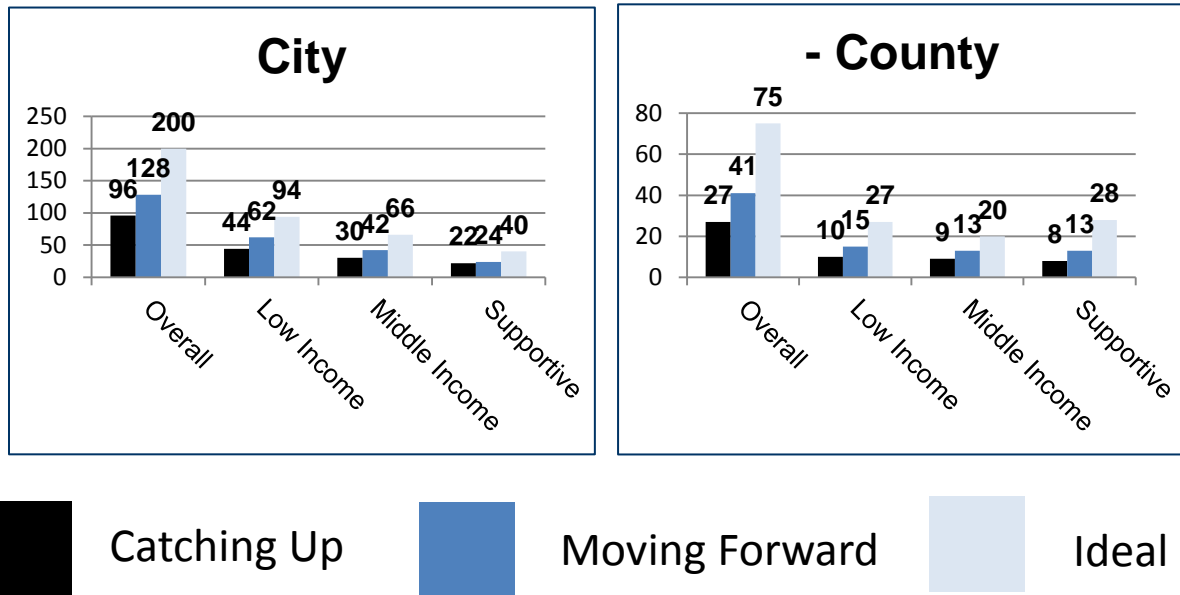 City
250
200
150
100
50
0
96 128 200
44 62 94
30 42 66
22 24 40
Overall
Low Income
Middle Income
Supportive
- County
80
60
40
20
0
27 41 75
10 15 27
9 13 20
8 13 28
Overall
Low Income
Middle Income
Supportive
Catching Up
Moving Forward
Ideal